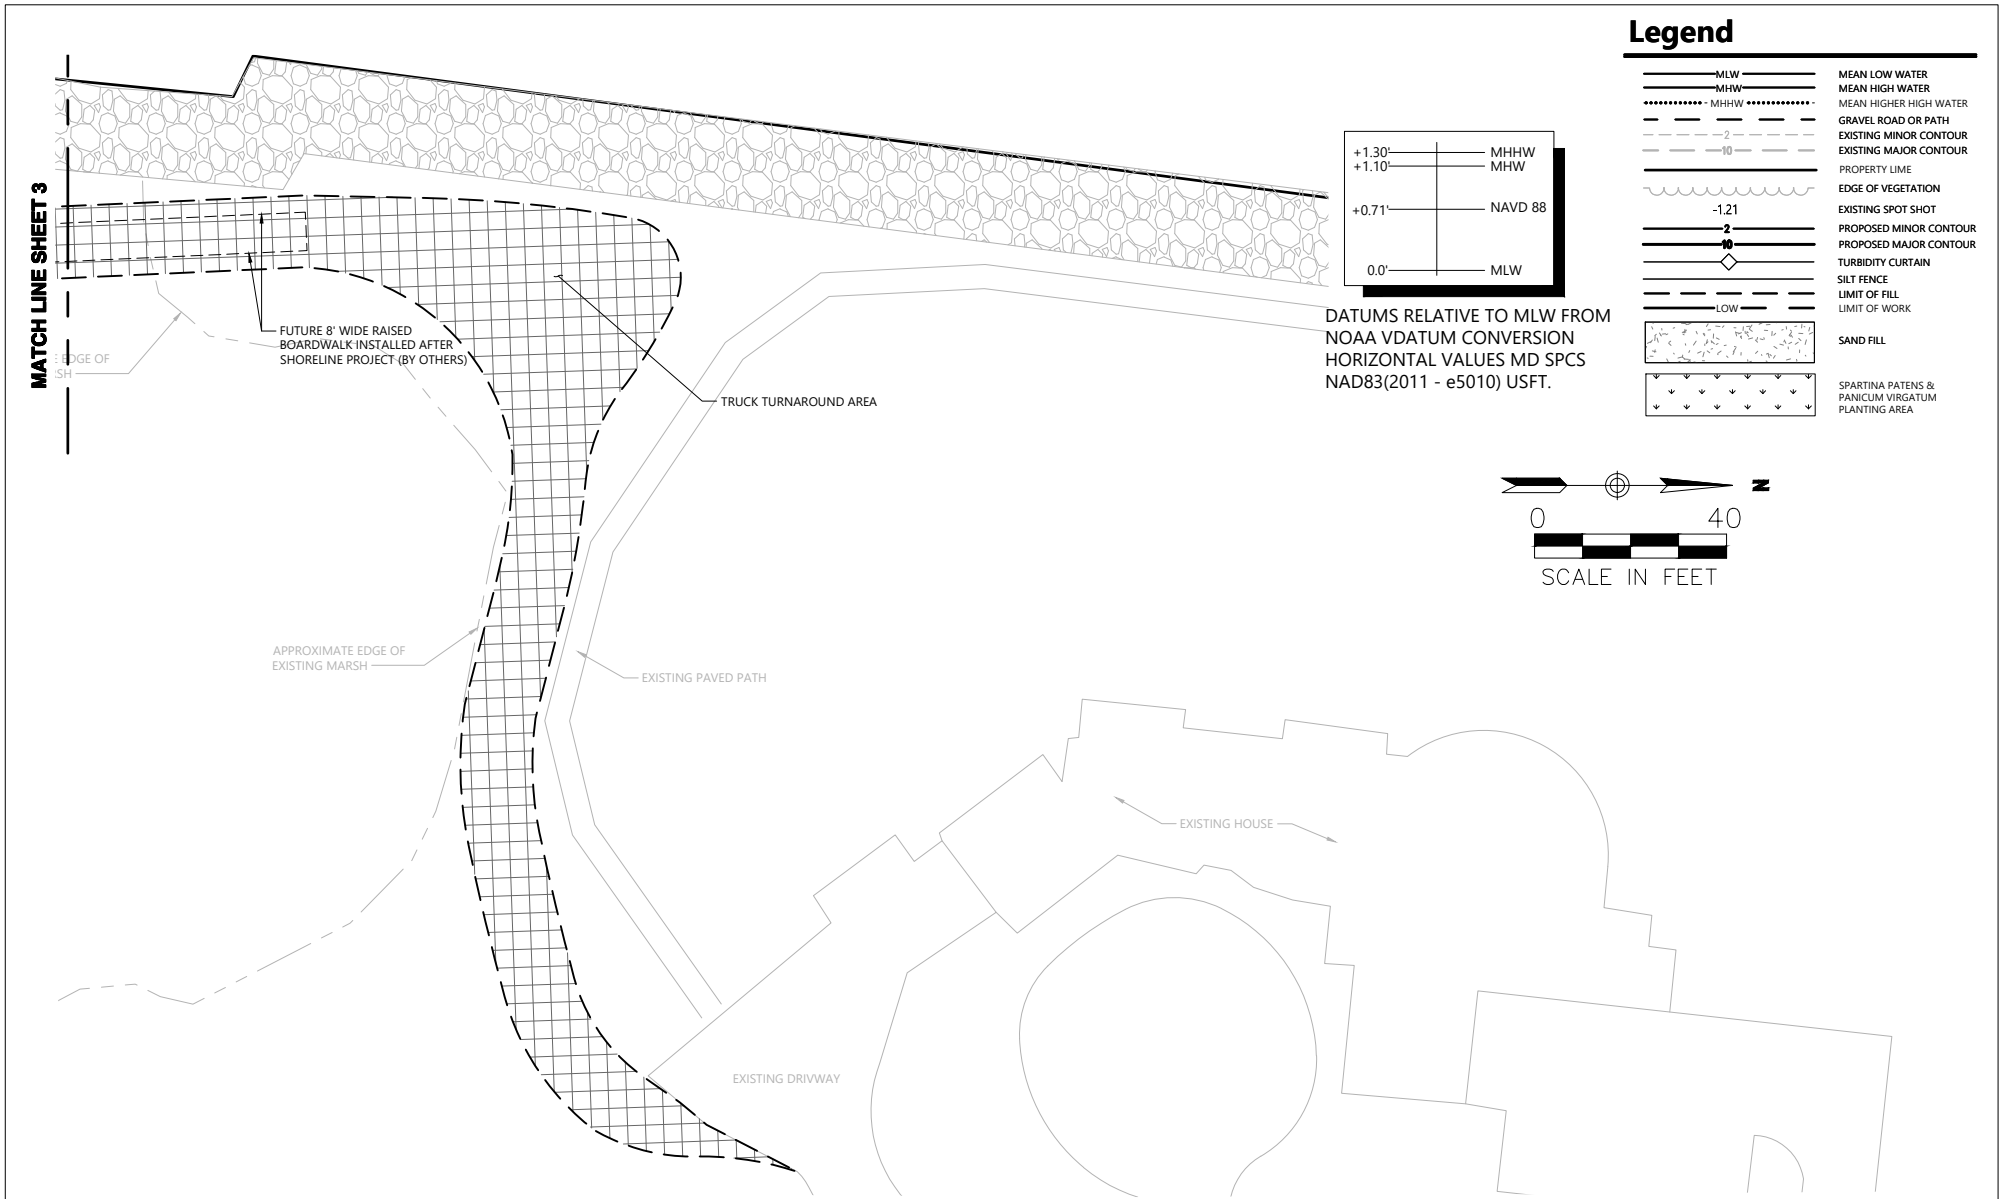 Legend
MLW MEAN LOW WATER
MHW MEAN HIGH WATER
MHHW MEAN HIGHER HIGH WATER
GRAVEL ROAD OR PATH
2 EXISTING MINOR CONTOUR
10 EXISTING MAJOR CONTOUR
PROPERTY LIME
EDGE OF VEGETATION
-1.21 EXISTING SPOT SHOT
2 PROPOSED MINOR CONTOUR
10 PROPOSED MAJOR CONTOUR
TURBIDITY CURTAIN
SILT FENCE
LIMIT OF FILL
LOW LIMIT OF WORK
SAND FILL
SPARTINA PATENS &
PANICUM VIRGATUM
PLANTING AREA
+1.30' MHHW
+1.10' MHW
+0.71' NAVD 88
0.0' MLW
DATUMS RELATIVE TO MLW FROM
NOAA VDATUM CONVERSION
HORIZONTAL VALUES MD SPCS
NAD83(2011 - e5010) USFT.
N
0 40
SCALE IN FEET
MATCH LINE SHEET 3
FUTURE 8' WIDE RAISED
BOARDWALK INSTALLED AFTER
SHORELINE PROJECT (BY OTHERS)
EDGE OF
SH
TRUCK TURNAROUND AREA
APPROXIMATE EDGE OF
EXISTING MARSH
EXISTING PAVED PATH
EXISTING HOUSE
EXISTING DRIVWAY